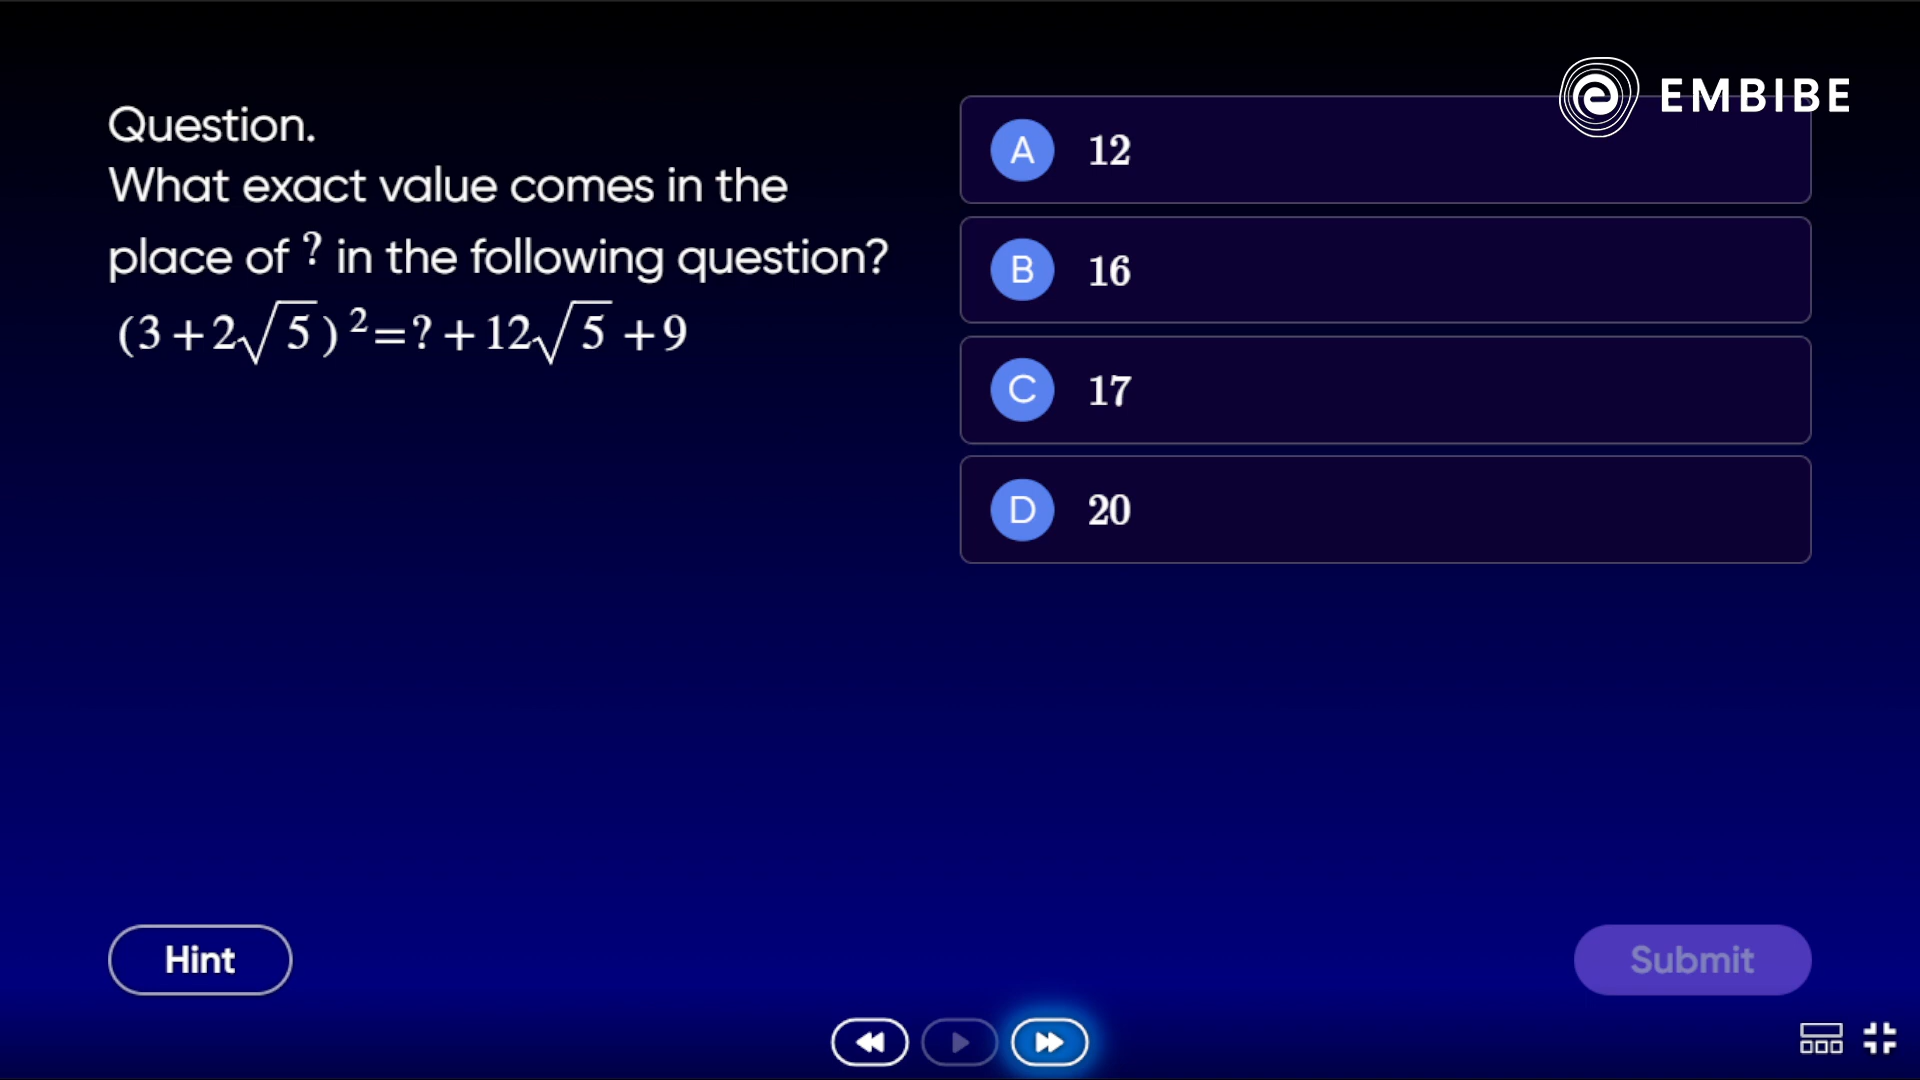 EMBIBE
Question.
What exact value comes in the
place of ? in the following question?
(3+2√5)²=?+12√5+9
A 12
B 16
C 17
D 20
Hint
Submit